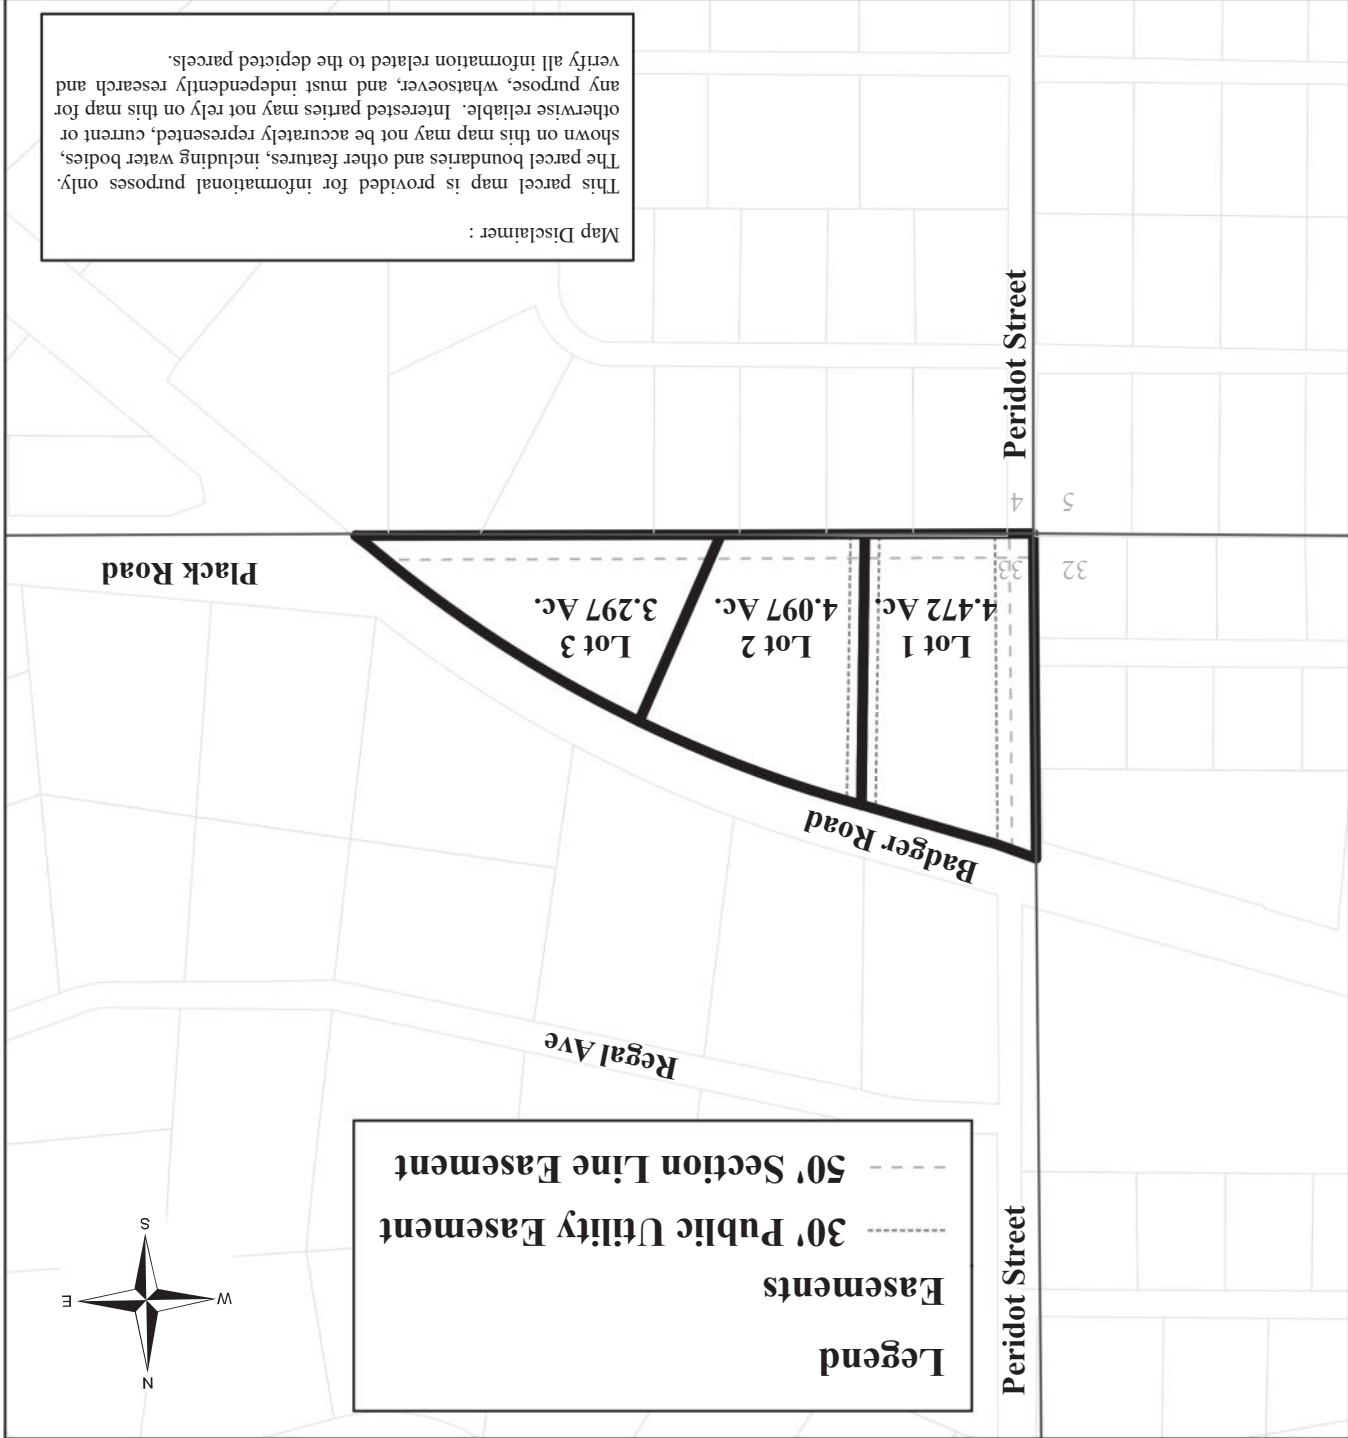 Legend
Easements
30' Public Utility Easement
50' Section Line Easement
N
W
E
S
Peridot Street
Regal Ave
Badger Road
Lot 1
4.472 Ac.
Lot 2
4.097 Ac.
Lot 3
3.297 Ac.
32
33
Plack Road
5
4
Peridot Street
Map Disclaimer :
This parcel map is provided for informational purposes only.
The parcel boundaries and other features, including water bodies,
shown on this map may not be accurately represented, current or
otherwise reliable. Interested parties may not rely on this map for
any purpose, whatsoever, and must independently research and
verify all information related to the depicted parcels.